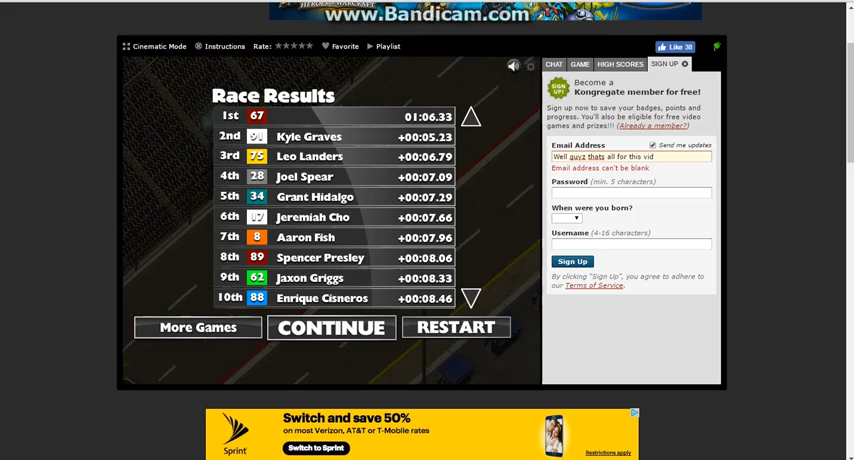 HEROES OF WARCRAFT
www.Bandicam.com
Cinematic Mode Instructions Rate: Favorite Playlist Like 38
CHAT GAME HIGH SCORES SIGN UP
Race Results
1st 67 01:06.33
2nd 91 Kyle Graves +00:05.23
3rd 75 Leo Landers +00:06.79
4th 28 Joel Spear +00:07.09
5th 34 Grant Hidalgo +00:07.29
6th 17 Jeremiah Cho +00:07.66
7th 8 Aaron Fish +00:07.96
8th 89 Spencer Presley +00:08.06
9th 62 Jaxon Griggs +00:08.33
10th 88 Enrique Cisneros +00:08.46
More Games CONTINUE RESTART
SIGN UP!
Become a
Kongregate member for free!
Sign up now to save your badges, points and
progress. You'll also be eligible for free video
games and prizes!!! (Already a member?)
Email Address Send me updates
Well guyz thats all for this vid
Email address can't be blank
Password (min. 5 characters)
When were you born?
Username (4-16 characters)
Sign Up
By clicking "Sign Up", you agree to adhere to
our Terms of Service.
Sprint
Switch and save 50%
on most Verizon, AT&T or T-Mobile rates
Switch to Sprint
Restrictions apply